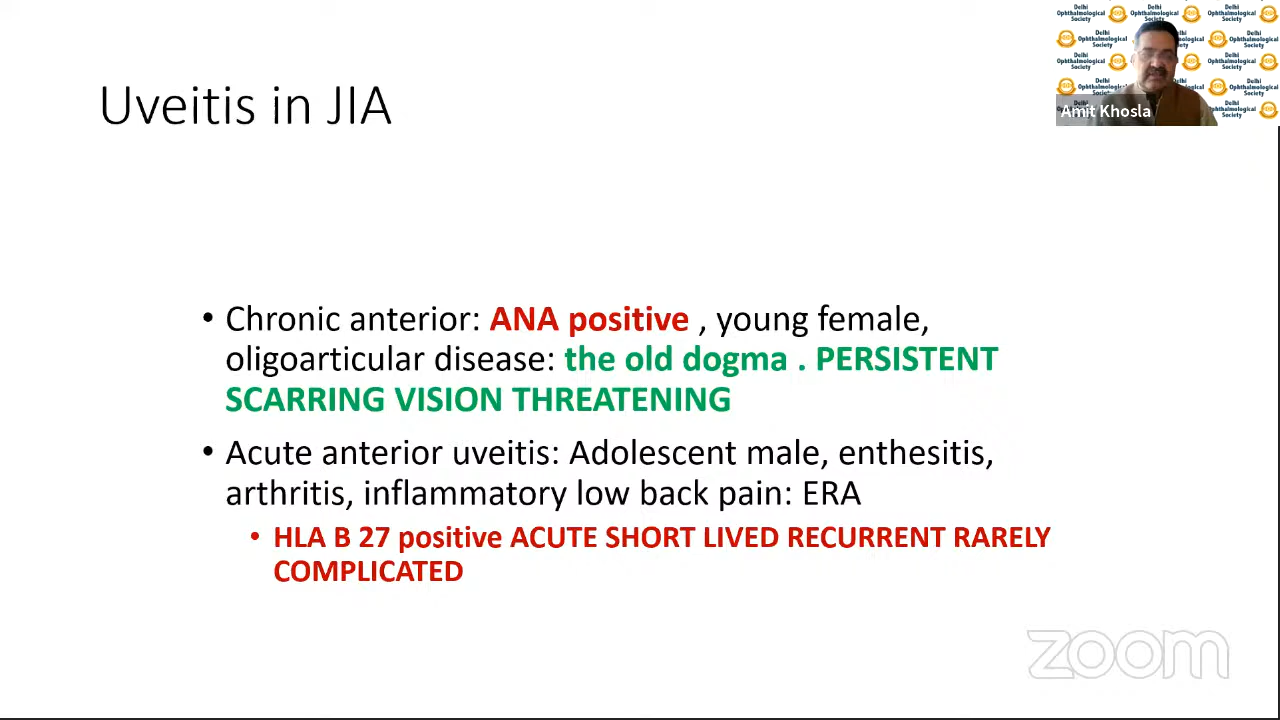 Uveitis in JIA
• Chronic anterior: ANA positive , young female,
oligoarticular disease: the old dogma . PERSISTENT
SCARRING VISION THREATENING
• Acute anterior uveitis: Adolescent male, enthesitis,
arthritis, inflammatory low back pain: ERA
• HLA B 27 positive ACUTE SHORT LIVED RECURRENT RARELY
COMPLICATED
Delhi
Ophthalmological
Society
Amit Khosla
zoom